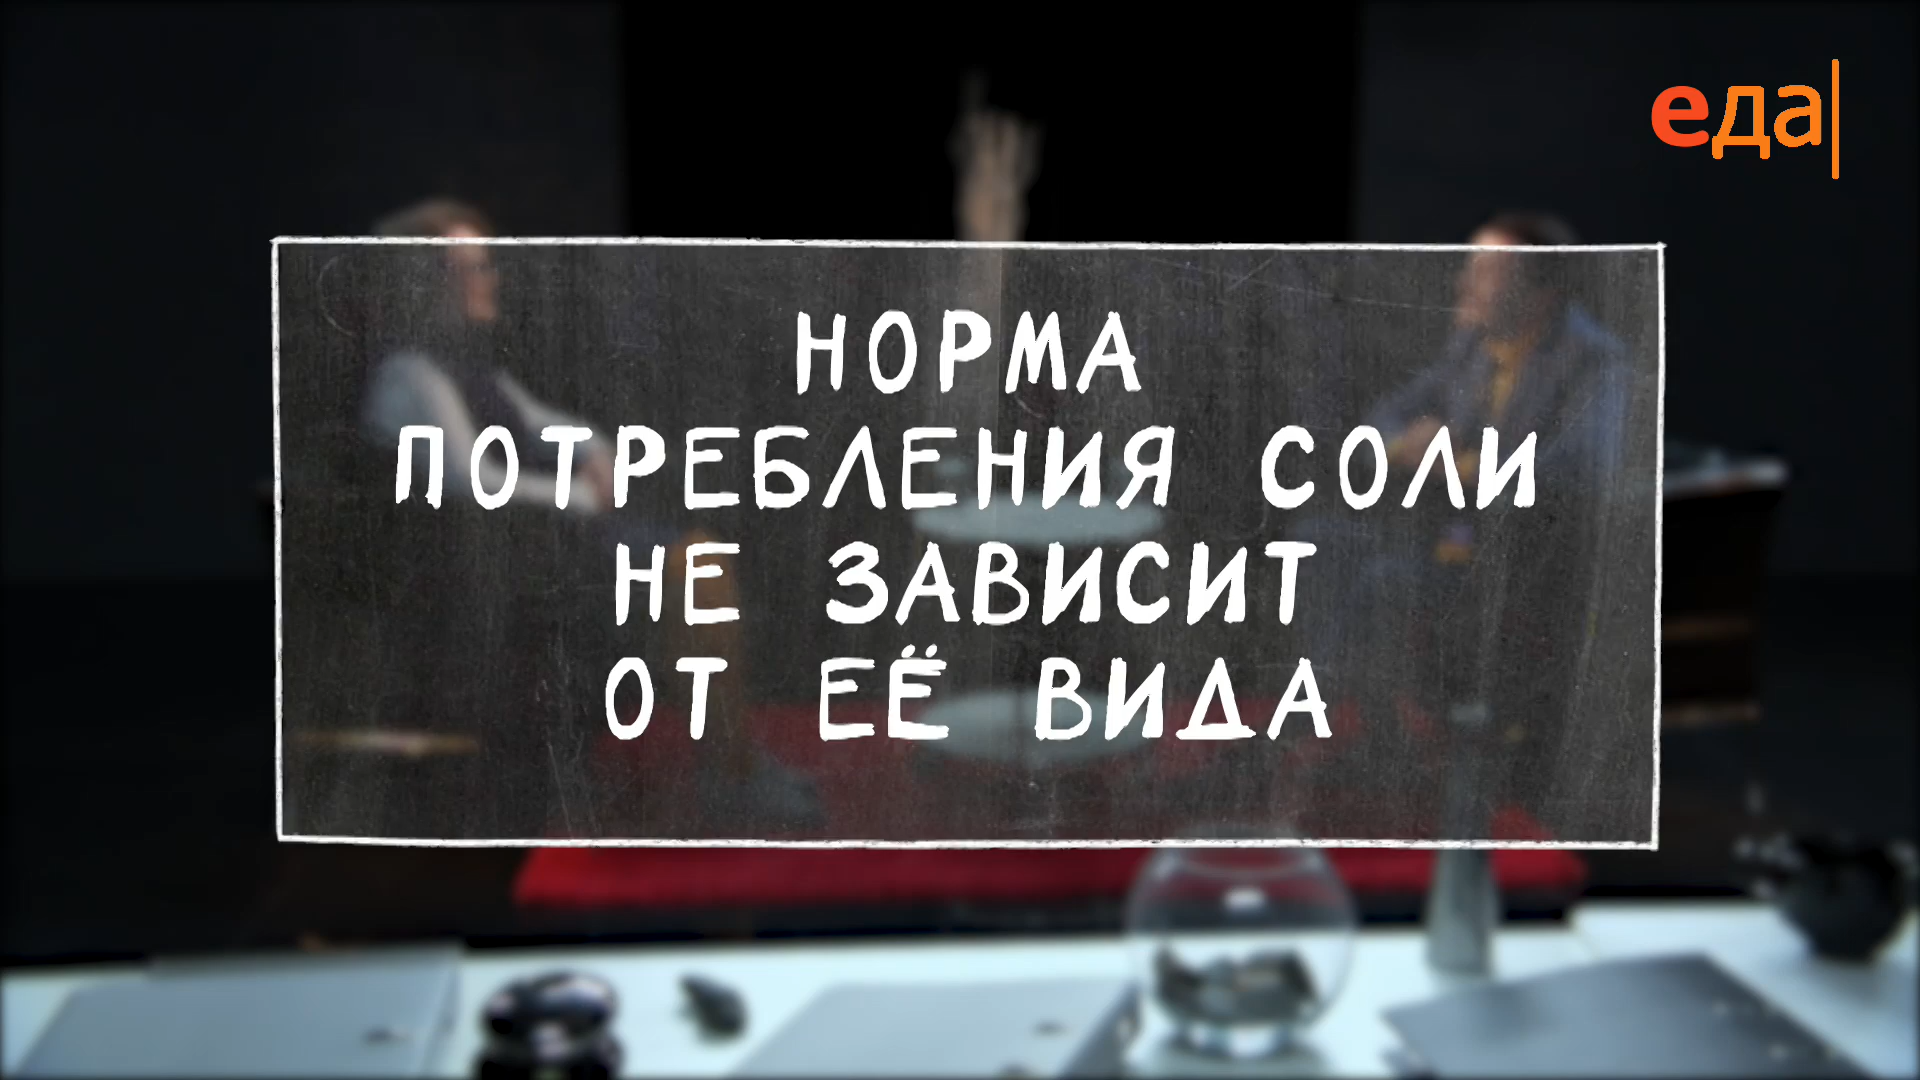 еда
НОРМА
ПОТРЕБЛЕНИЯ СОЛИ
НЕ ЗАВИСИТ
ОТ ЕЁ ВИДА